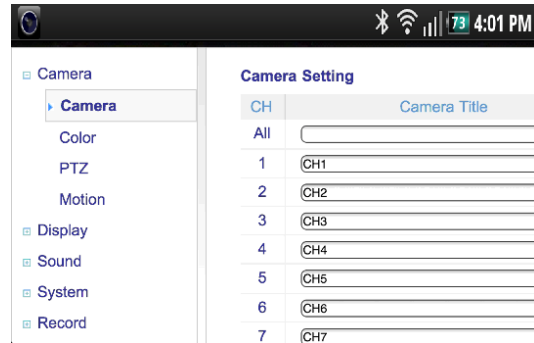 73 4:01 PM
Camera
Camera
Color
PTZ
Motion
Display
Sound
System
Record
Camera Setting
CH Camera Title
All
1 CH1
2 CH2
3 CH3
4 CH4
5 CH5
6 CH6
7 CH7